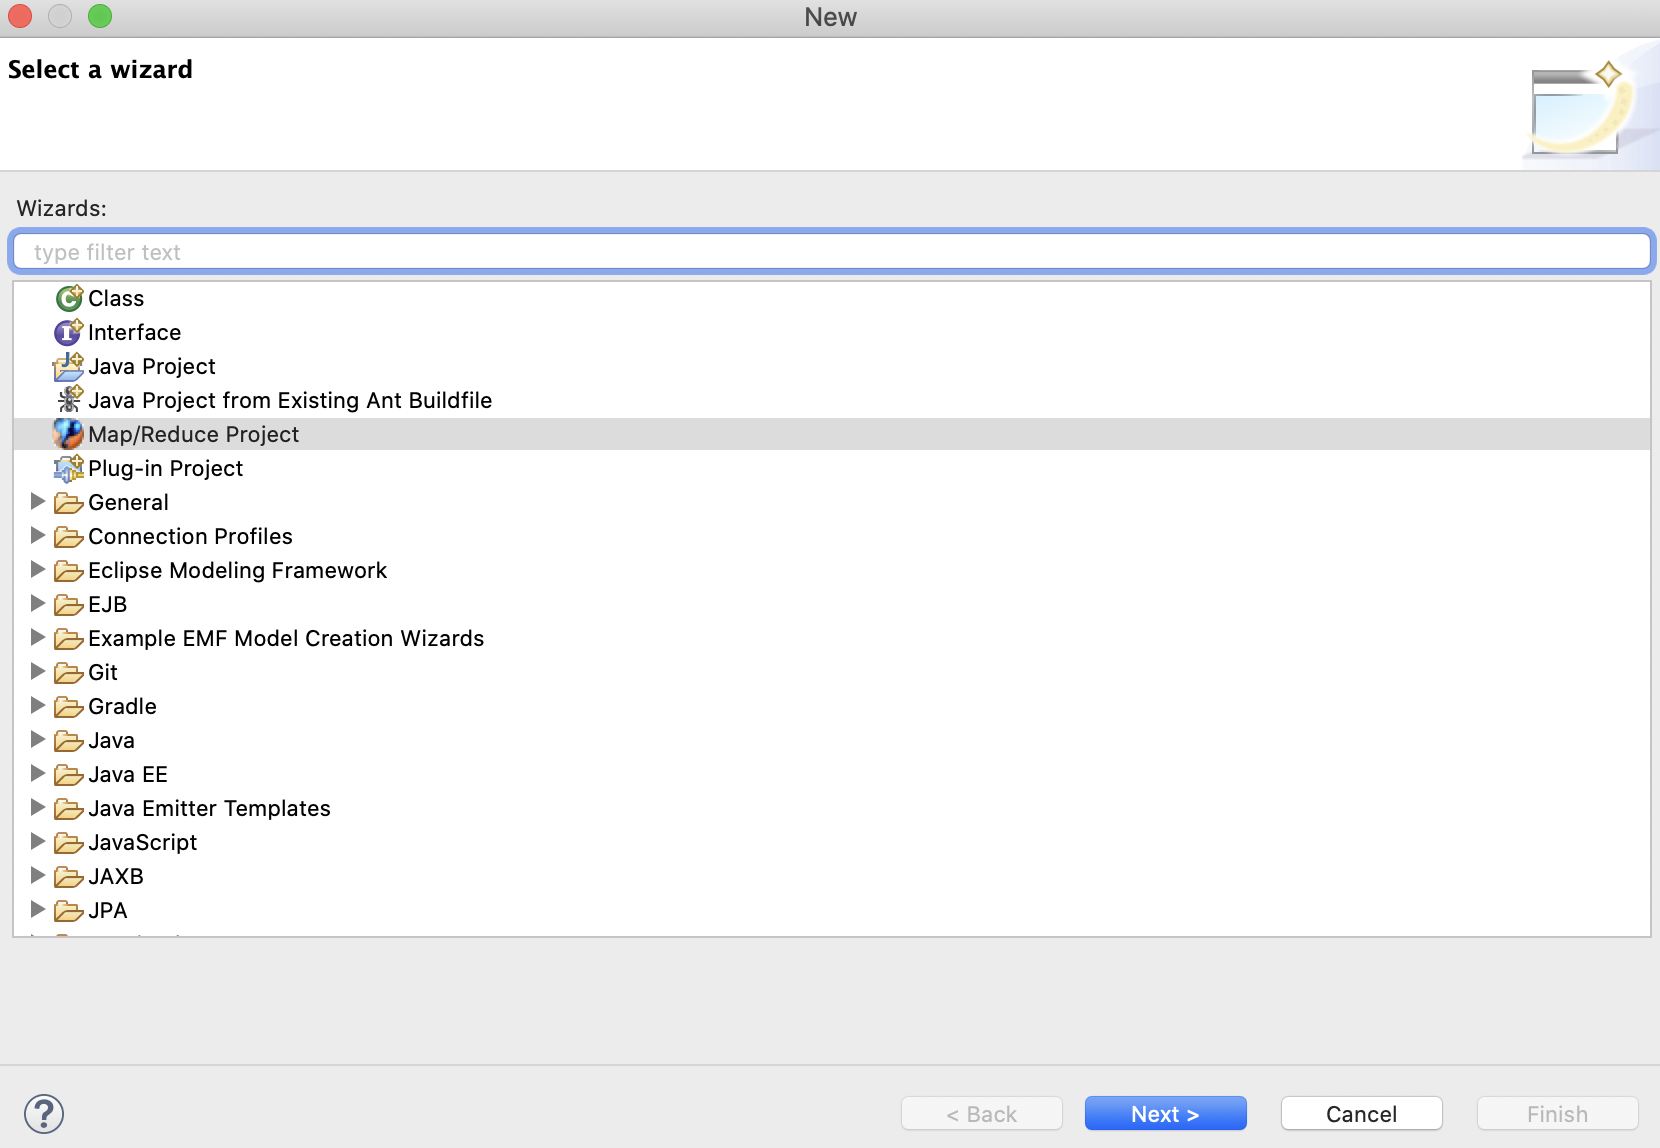 New
Select a wizard
Wizards:
type filter text
Class
Interface
Java Project
Java Project from Existing Ant Buildfile
Map/Reduce Project
Plug-in Project
General
Connection Profiles
Eclipse Modeling Framework
EJB
Example EMF Model Creation Wizards
Git
Gradle
Java
Java EE
Java Emitter Templates
JavaScript
JAXB
JPA
< Back
Next >
Cancel
Finish